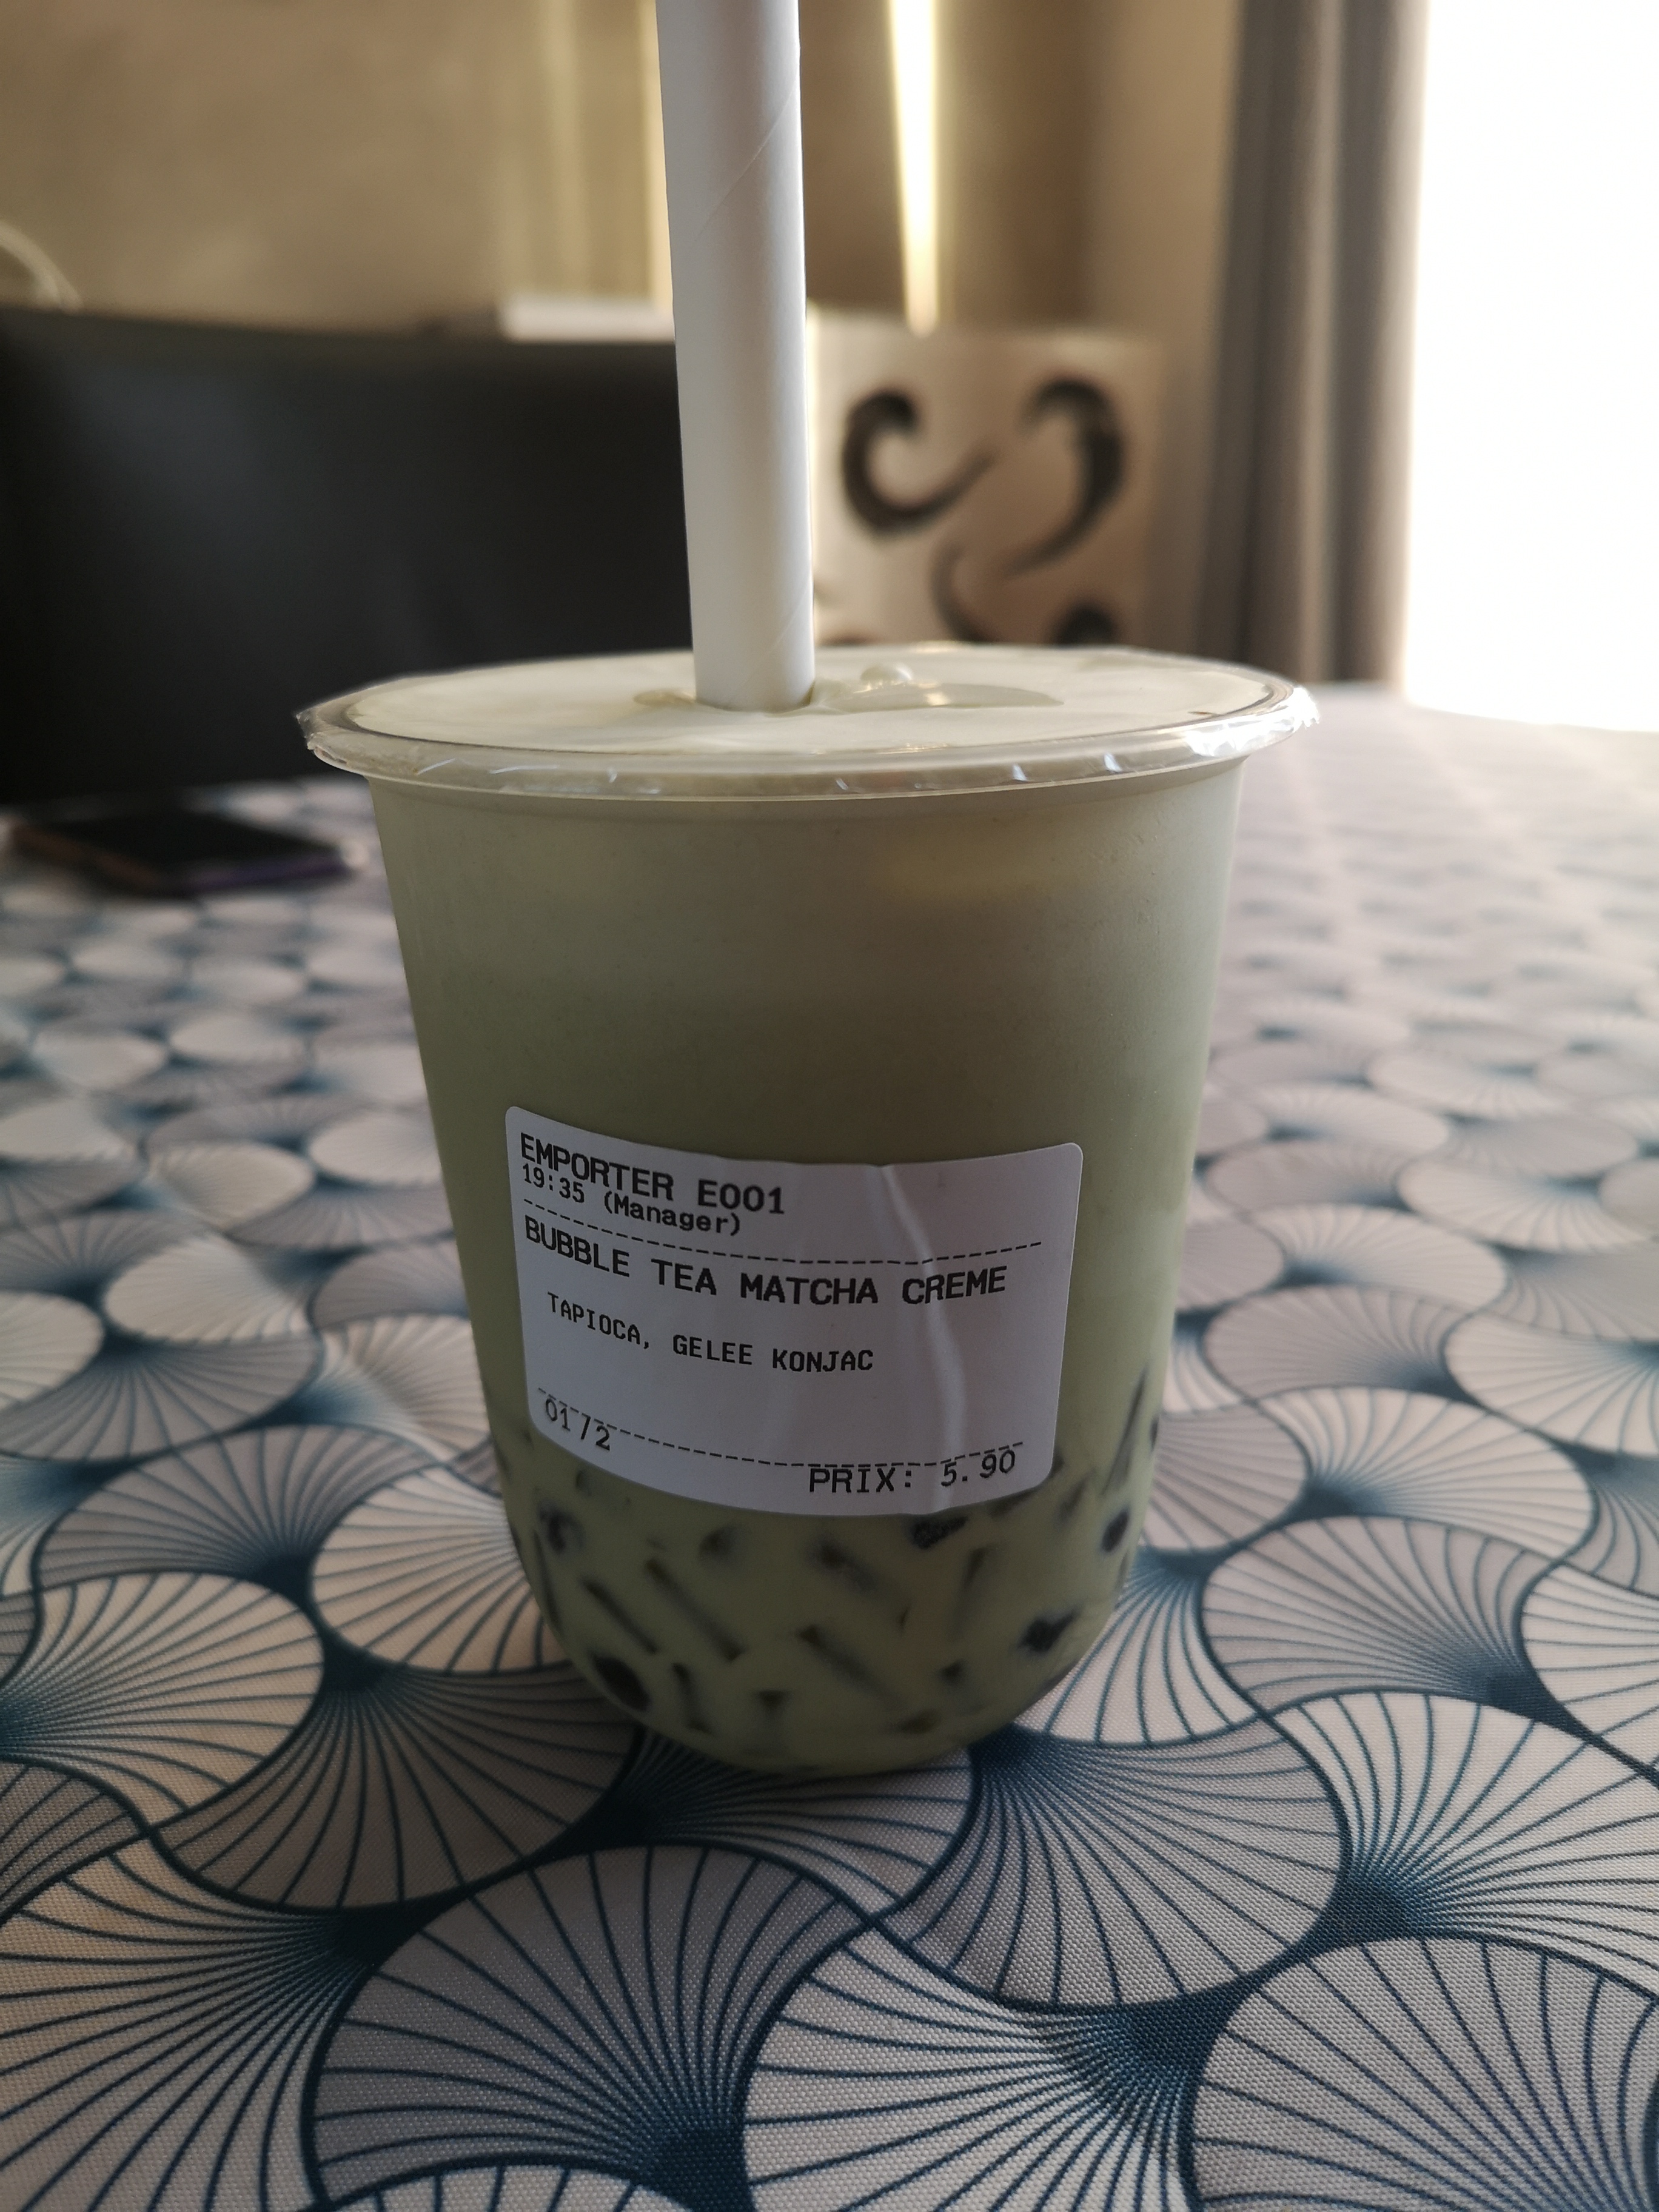 EMPORTER E001
19:35 (Manager)
BUBBLE TEA MATCHA CREME
TAPIOCA, GELEE KONJAC
01/2
PRIX: 5.90